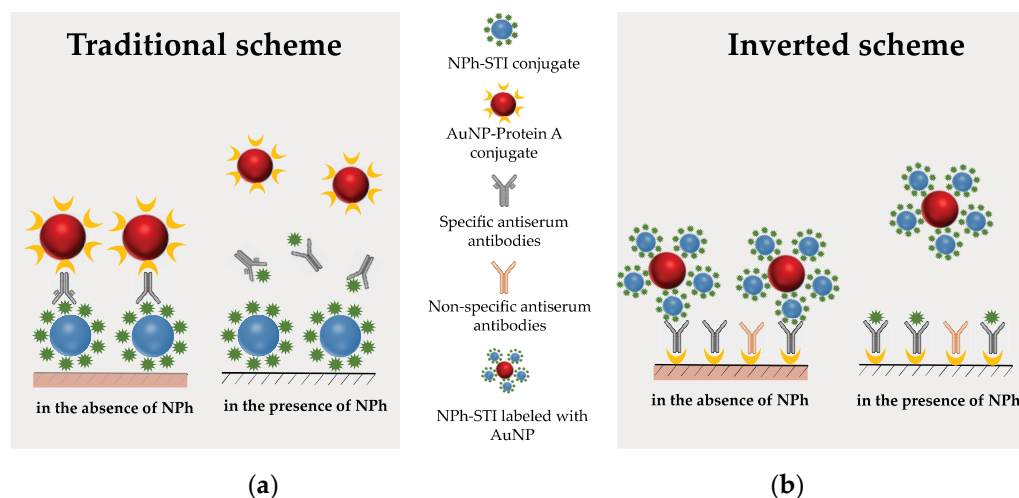 Traditional scheme
in the absence of NPh
in the presence of NPh
(a)
NPh-STI conjugate
AuNP-Protein A
conjugate
Specific antiserum
antibodies
Non-specific antiserum
antibodies
NPh-STI labeled with
AuNP
Inverted scheme
in the absence of NPh
in the presence of NPh
(b)